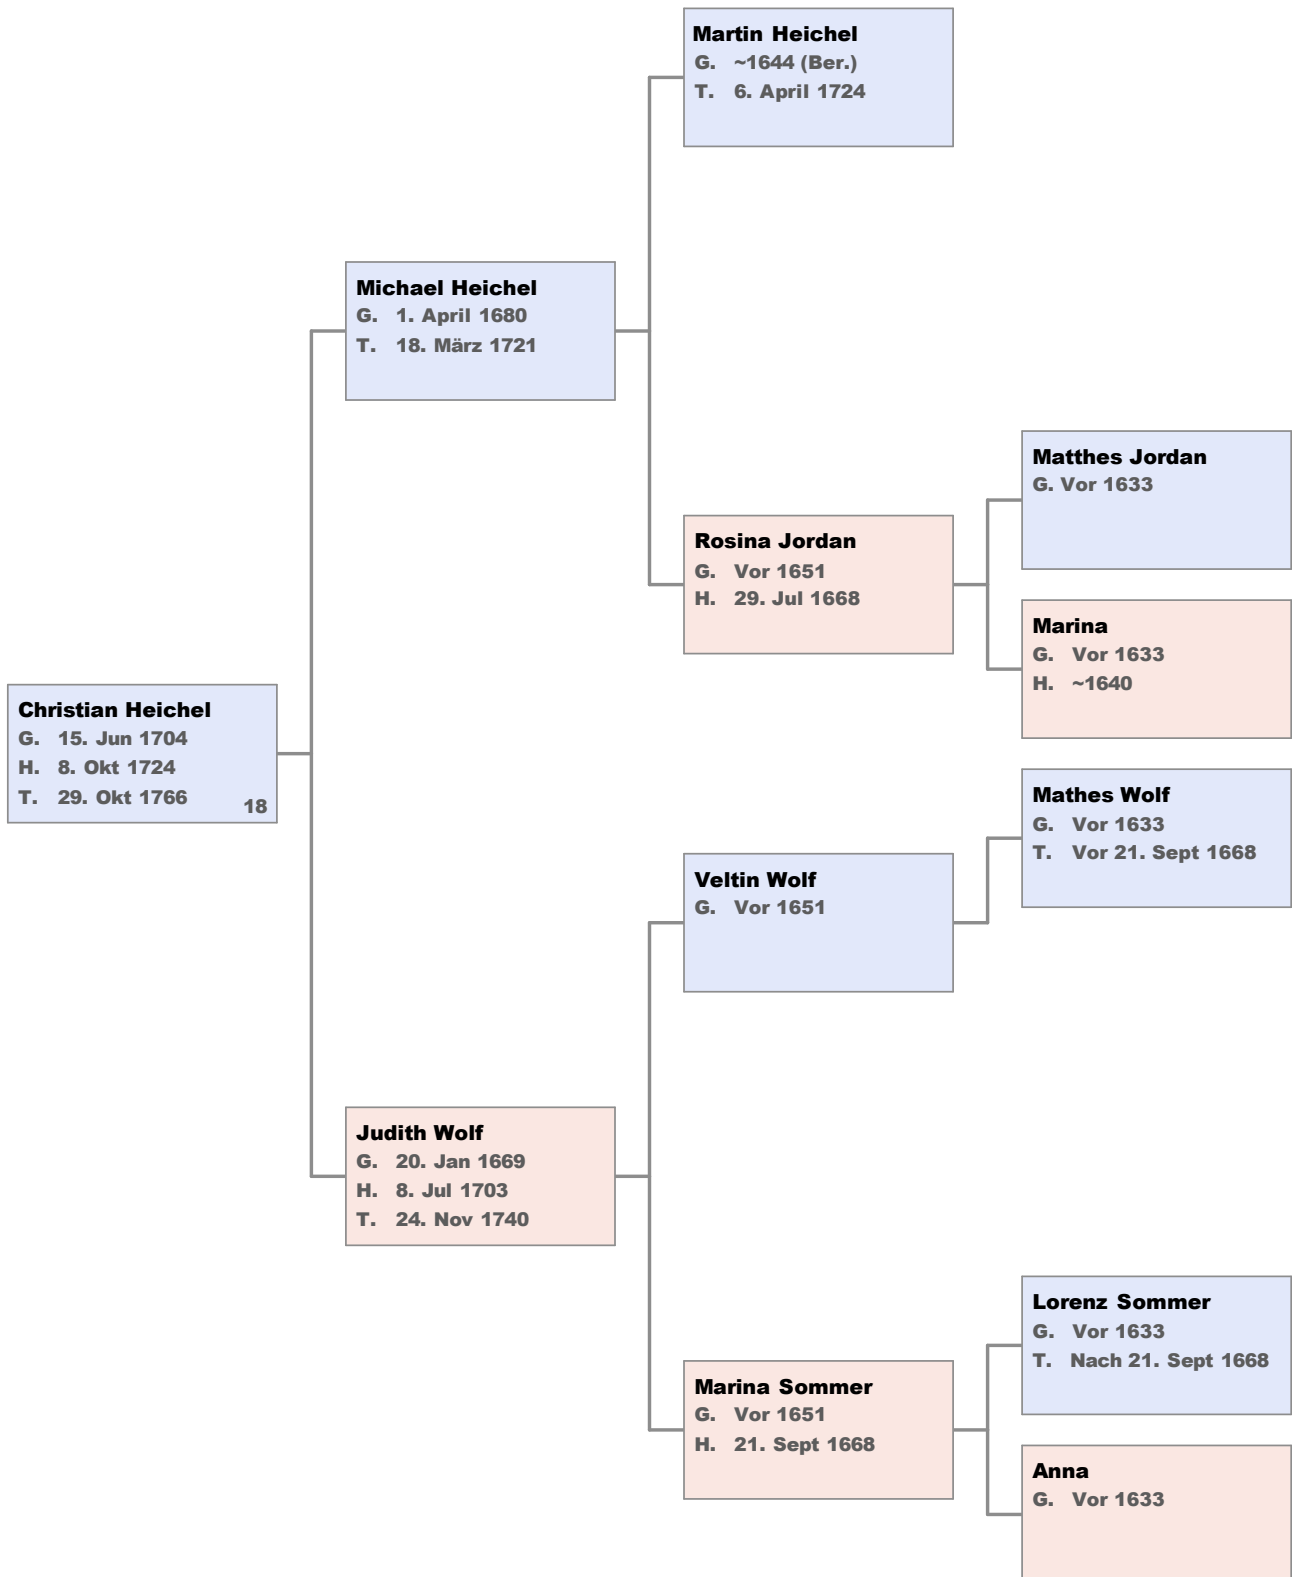 Martin Heichel
G. ~1644 (Ber.)
T. 6. April 1724
Michael Heichel
G. 1. April 1680
T. 18. März 1721
Matthes Jordan
G. Vor 1633
Rosina Jordan
G. Vor 1651
H. 29. Jul 1668
Marina
G. Vor 1633
H. ~1640
Christian Heichel
G. 15. Jun 1704
H. 8. Okt 1724
T. 29. Okt 1766
18
Mathes Wolf
G. Vor 1633
T. Vor 21. Sept 1668
Veltin Wolf
G. Vor 1651
Judith Wolf
G. 20. Jan 1669
H. 8. Jul 1703
T. 24. Nov 1740
Lorenz Sommer
G. Vor 1633
T. Nach 21. Sept 1668
Marina Sommer
G. Vor 1651
H. 21. Sept 1668
Anna
G. Vor 1633